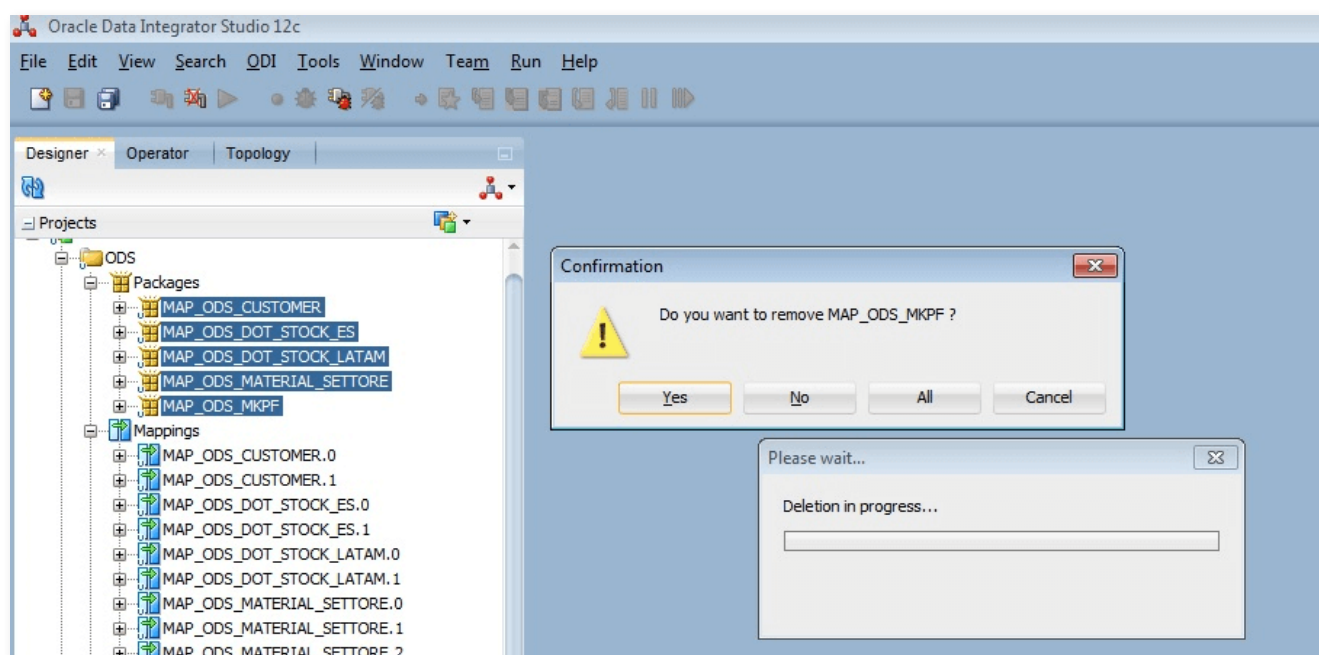 Oracle Data Integrator Studio 12c
File Edit View Search ODI Tools Window Team Run Help
Designer Operator Topology
Projects
ODS
Packages
MAP_ODS_CUSTOMER
MAP_ODS_DOT_STOCK_ES
MAP_ODS_DOT_STOCK_LATAM
MAP_ODS_MATERIAL_SETTORE
MAP_ODS_MKPF
Mappings
MAP_ODS_CUSTOMER.0
MAP_ODS_CUSTOMER.1
MAP_ODS_DOT_STOCK_ES.0
MAP_ODS_DOT_STOCK_ES.1
MAP_ODS_DOT_STOCK_LATAM.0
MAP_ODS_DOT_STOCK_LATAM.1
MAP_ODS_MATERIAL_SETTORE.0
MAP_ODS_MATERIAL_SETTORE.1
MAP_ODS_MATERIAL_SETTORE.2
Confirmation
Do you want to remove MAP_ODS_MKPF ?
Yes No All Cancel
Please wait...
Deletion in progress...